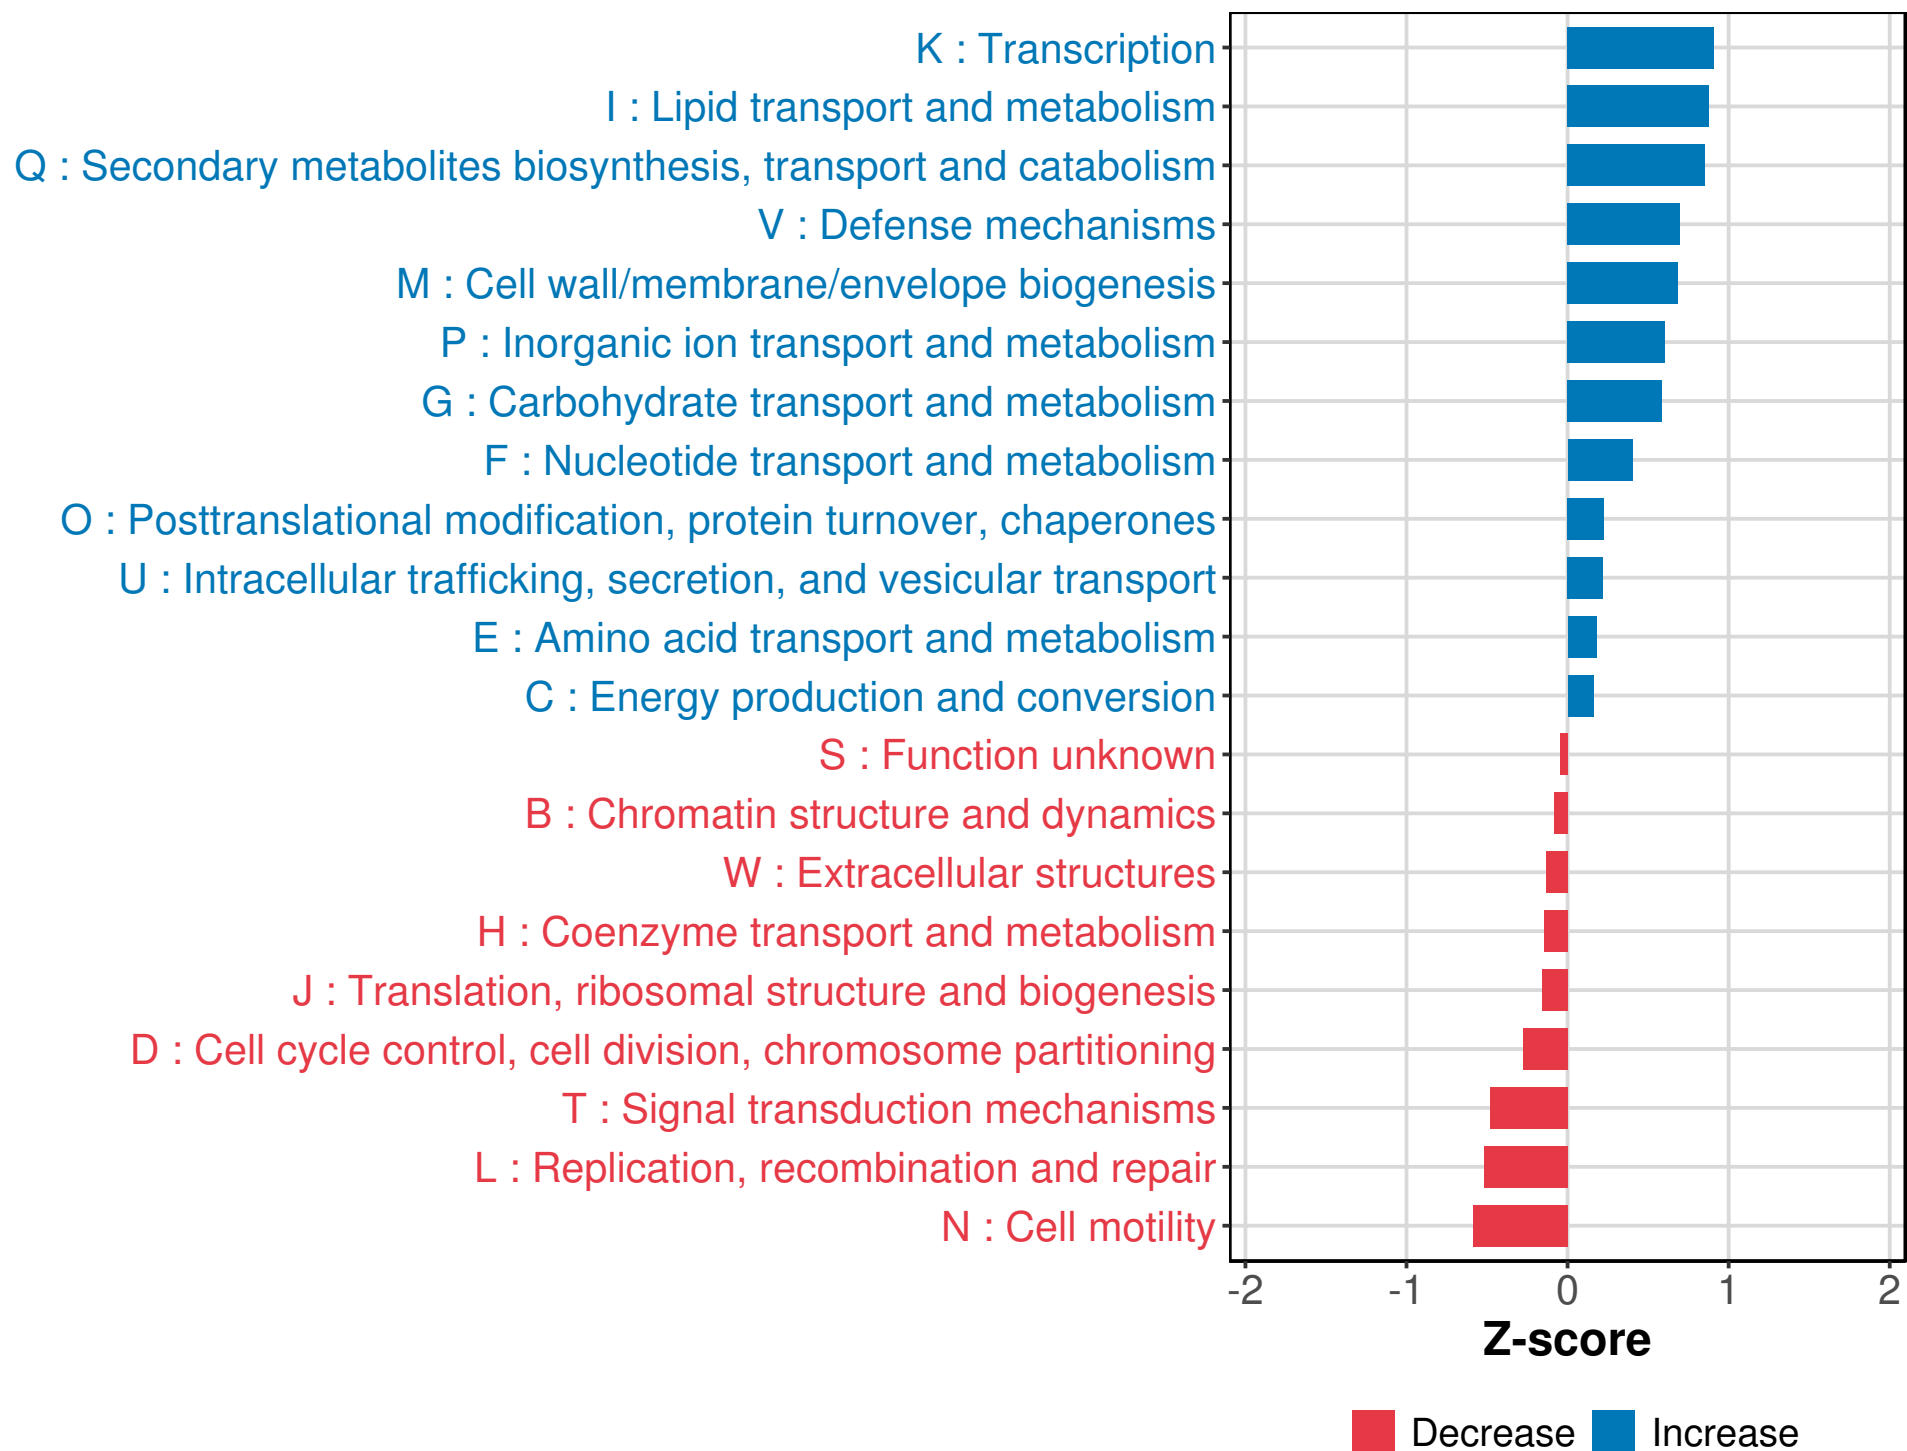 K : Transcription
I : Lipid transport and metabolism
Q : Secondary metabolites biosynthesis, transport and catabolism
V : Defense mechanisms
M : Cell wall/membrane/envelope biogenesis
P : Inorganic ion transport and metabolism
G : Carbohydrate transport and metabolism
F : Nucleotide transport and metabolism
O : Posttranslational modification, protein turnover, chaperones
U : Intracellular trafficking, secretion, and vesicular transport
E : Amino acid transport and metabolism
C : Energy production and conversion
S : Function unknown
B : Chromatin structure and dynamics
W : Extracellular structures
H : Coenzyme transport and metabolism
J : Translation, ribosomal structure and biogenesis
D : Cell cycle control, cell division, chromosome partitioning
T : Signal transduction mechanisms
L : Replication, recombination and repair
N : Cell motility
-2 -1 0 1 2
Z-score
Decrease Increase